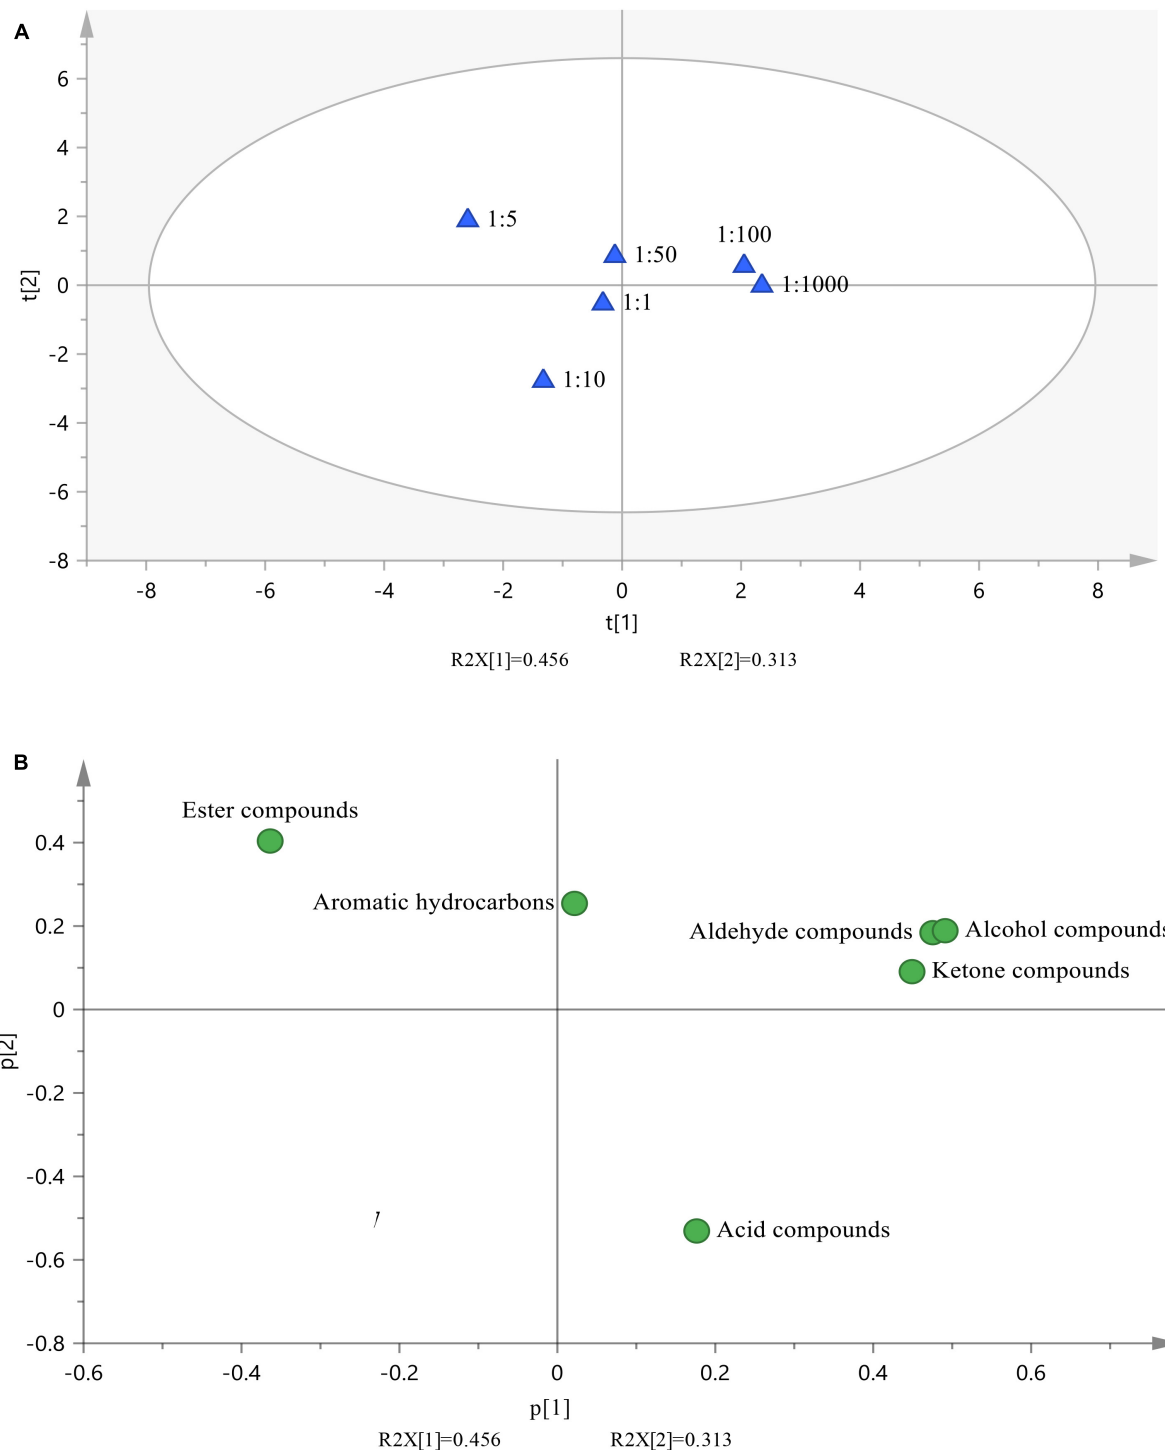 A
6
4
2
0
-2
-4
-6
-8
t[2]
1:5
1:50
1:100
1:1000
1:1
1:10
-8 -6 -4 -2 0 2 4 6 8
t[1]
R2X[1]=0.456 R2X[2]=0.313
B
Ester compounds
Aromatic hydrocarbons
Aldehyde compounds
Alcohol compounds
Ketone compounds
Acid compounds
0.4
0.2
0
-0.2
-0.4
-0.6
-0.8
p[2]
-0.6 -0.4 -0.2 0 0.2 0.4 0.6
p[1]
R2X[1]=0.456 R2X[2]=0.313